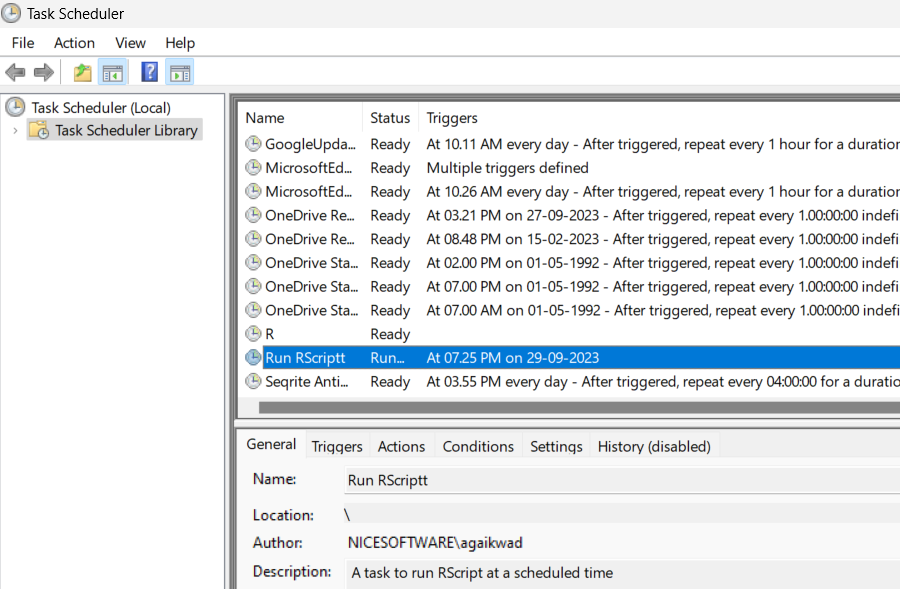 Task Scheduler
File Action View Help
Task Scheduler (Local)
Task Scheduler Library
Name Status Triggers
GoogleUpda... Ready At 10.11 AM every day - After triggered, repeat every 1 hour for a duration
MicrosoftEd... Ready Multiple triggers defined
MicrosoftEd... Ready At 10.26 AM every day - After triggered, repeat every 1 hour for a duration
OneDrive Re... Ready At 03.21 PM on 27-09-2023 - After triggered, repeat every 1.00:00:00 indefi
OneDrive Re... Ready At 08.48 PM on 15-02-2023 - After triggered, repeat every 1.00:00:00 indefi
OneDrive Sta... Ready At 02.00 PM on 01-05-1992 - After triggered, repeat every 1.00:00:00 indefi
OneDrive Sta... Ready At 07.00 PM on 01-05-1992 - After triggered, repeat every 1.00:00:00 indefi
OneDrive Sta... Ready At 07.00 AM on 01-05-1992 - After triggered, repeat every 1.00:00:00 indefi
R Ready
Run RScriptt Run... At 07.25 PM on 29-09-2023
Seqrite Anti... Ready At 03.55 PM every day - After triggered, repeat every 04:00:00 for a duratio
General Triggers Actions Conditions Settings History (disabled)
Name: Run RScriptt
Location: \
Author: NICESOFTWARE\agaikwad
Description: A task to run RScript at a scheduled time